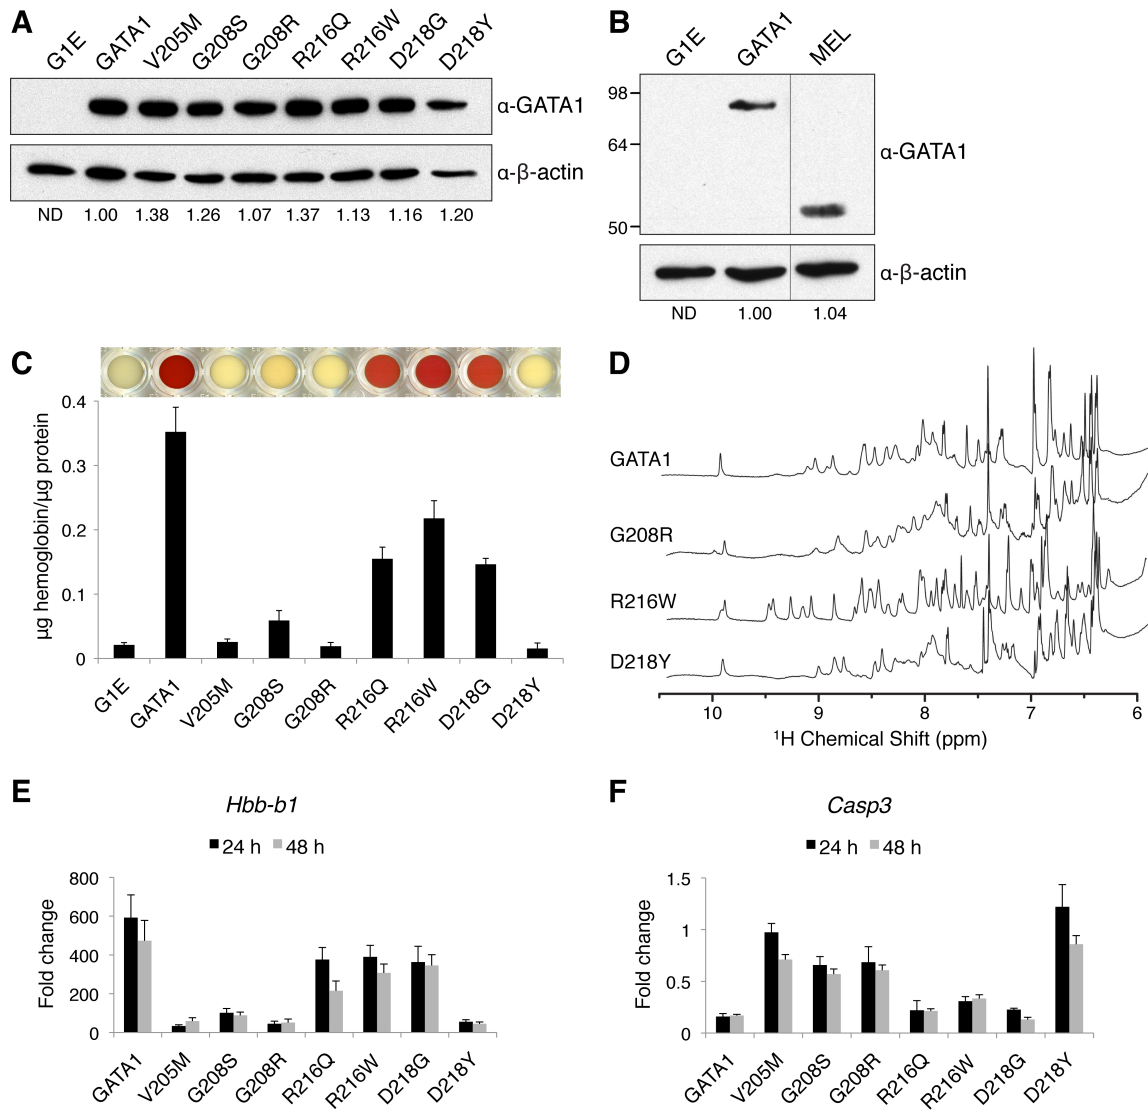 A
G1E GATA1 V205M G208S G208R R216Q R216W D218G D218Y
α-GATA1
α-β-actin
ND 1.00 1.38 1.26 1.07 1.37 1.13 1.16 1.20
B
G1E GATA1 MEL
98
64
50
α-GATA1
α-β-actin
ND 1.00 1.04
C
µg hemoglobin/µg protein
0.4
0.3
0.2
0.1
0
G1E GATA1 V205M G208S G208R R216Q R216W D218G D218Y
D
GATA1
G208R
R216W
D218Y
10 9 8 7 6
¹H Chemical Shift (ppm)
E
Hbb-b1
24 h 48 h
Fold change
800
600
400
200
0
GATA1 V205M G208S G208R R216Q R216W D218G D218Y
F
Casp3
24 h 48 h
Fold change
1.5
1
0.5
0
GATA1 V205M G208S G208R R216Q R216W D218G D218Y